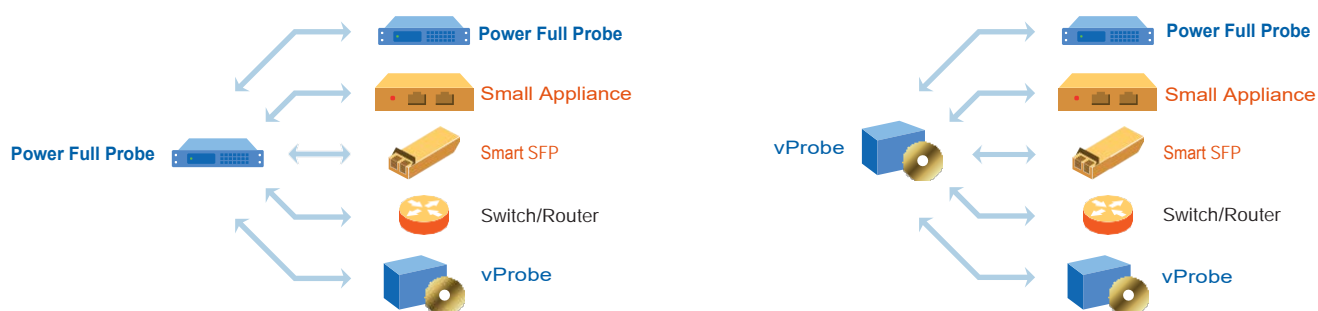 Power Full Probe
Small Appliance
Power Full Probe
Smart SFP
Switch/Router
vProbe
Power Full Probe
Small Appliance
vProbe
Smart SFP
Switch/Router
vProbe